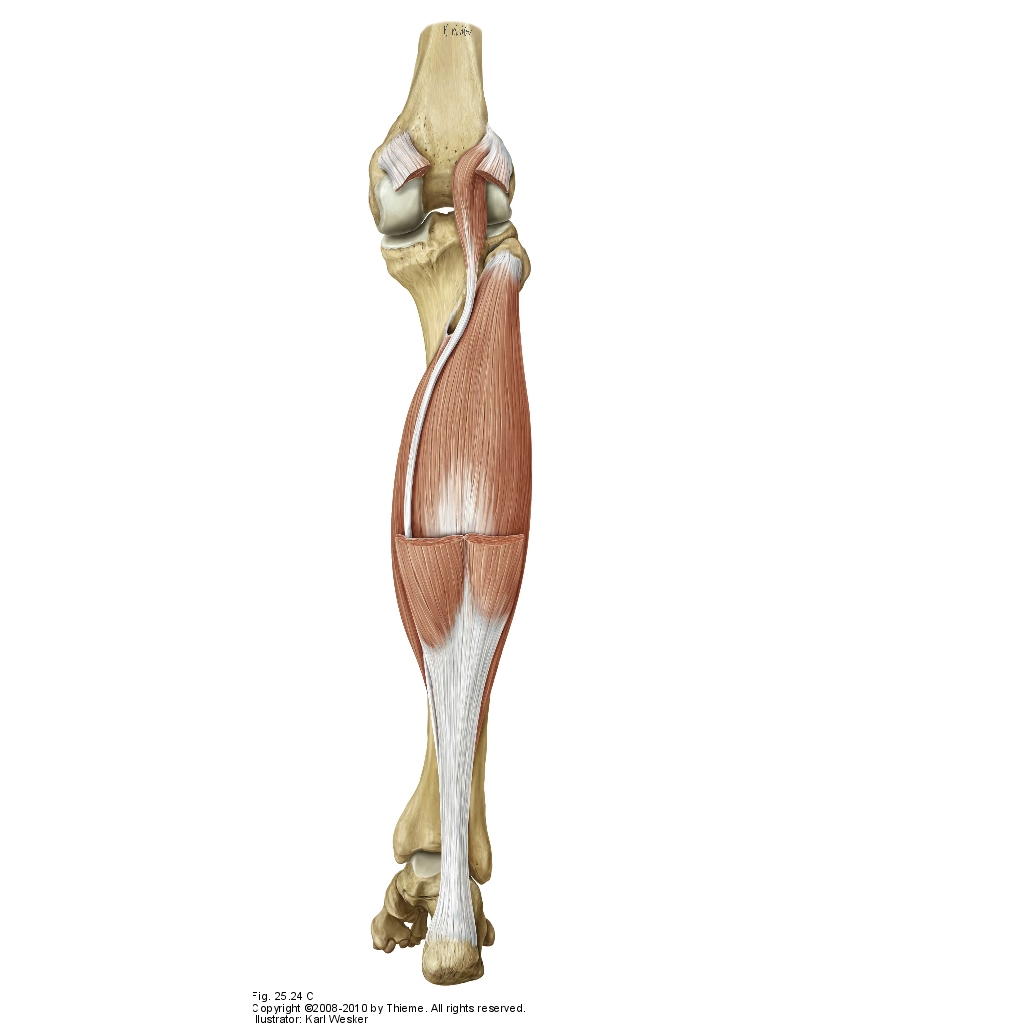 Fig. 25.24 C
Copyright ©2008-2010 by Thieme. All rights reserved.
Illustrator: Karl Wesker